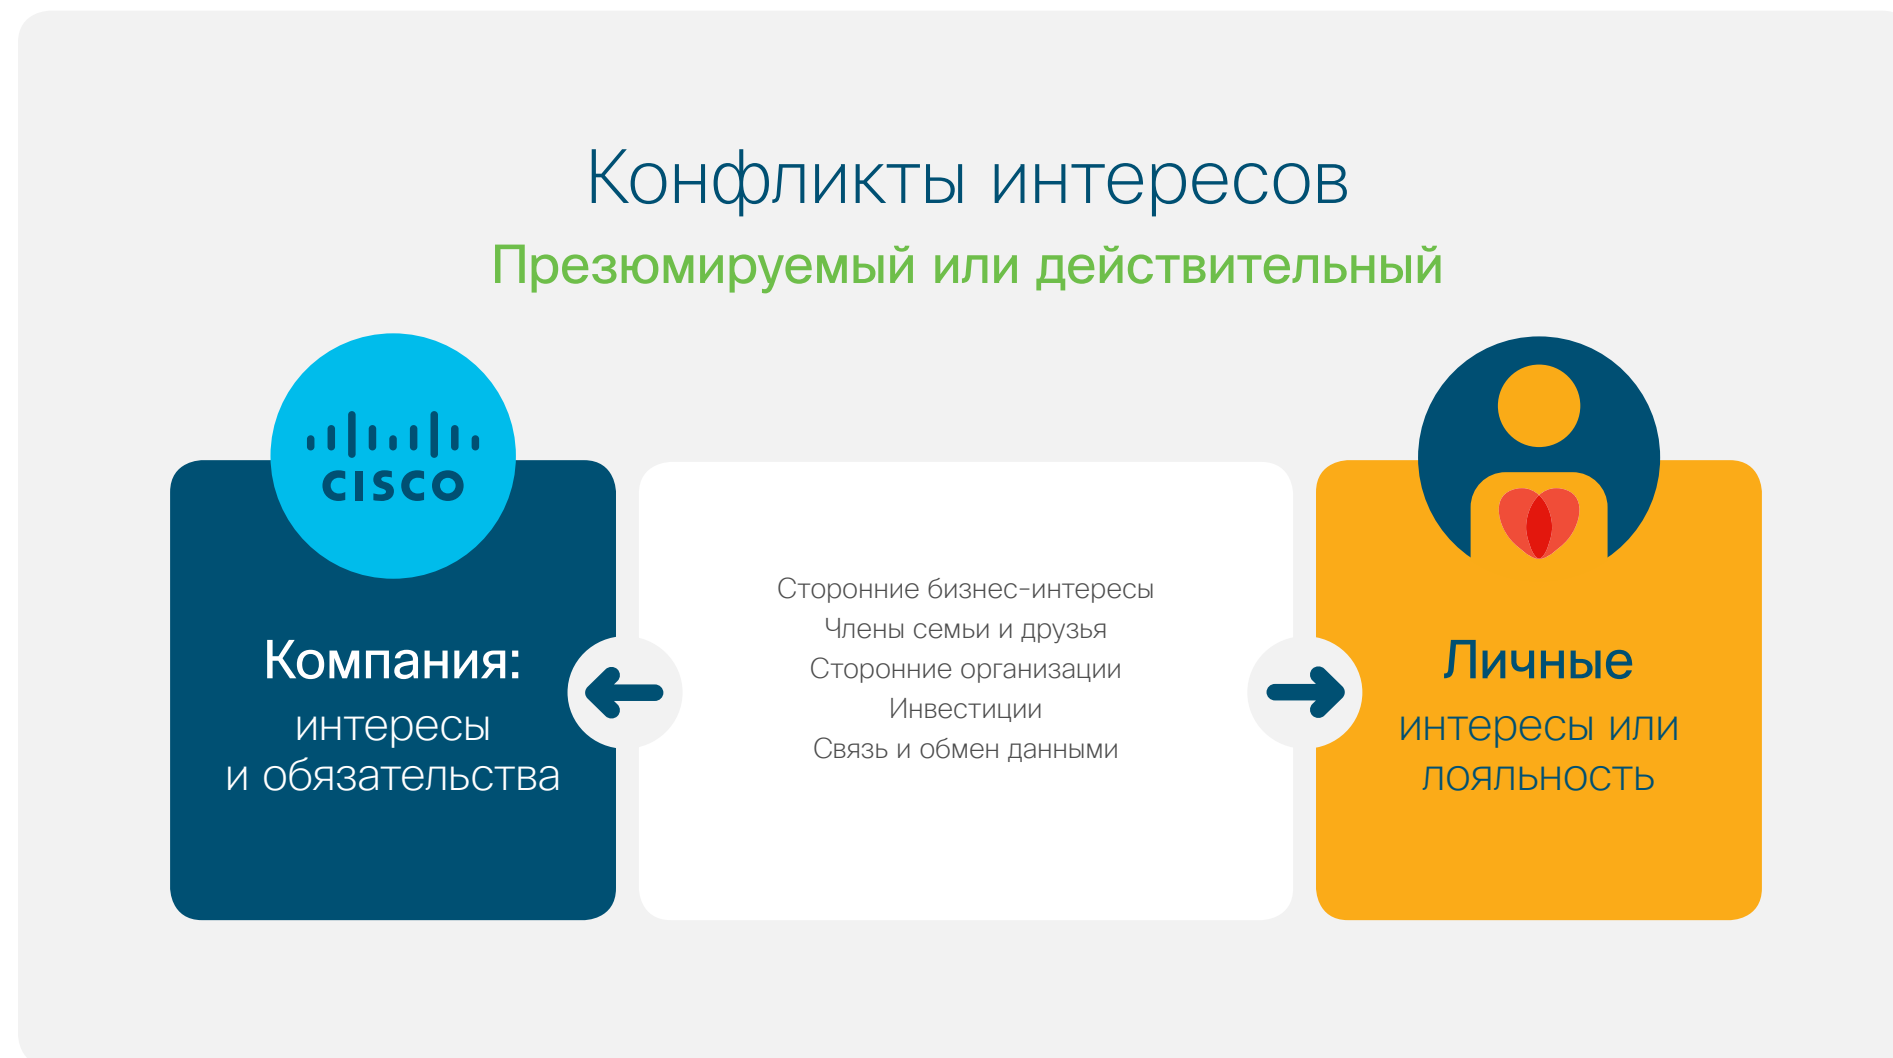 Конфликты интересов
Презюмируемый или действительный
CISCO
Компания:
интересы
и обязательства
Сторонние бизнес-интересы
Члены семьи и друзья
Сторонние организации
Инвестиции
Связь и обмен данными
Личные
интересы или
лояльность